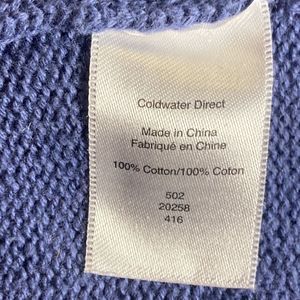 Coldwater Direct
Made in China
Fabriqué en Chine
100% Cotton/100% Coton
502
20258
416